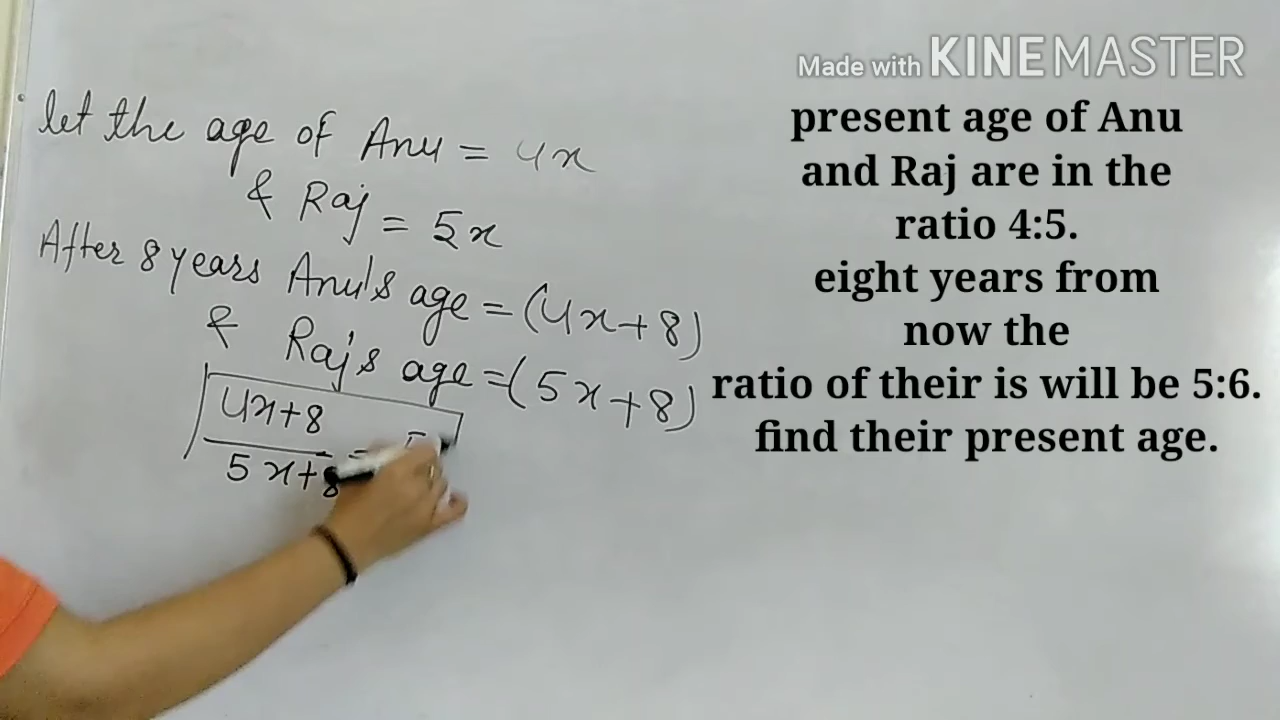 let the age of Anu = 4x
& Raj = 5x
After 8 years Anu's age = (4x+8)
& Raj's age = (5x+8)
4x+8
5x+8 =
Made with KINEMASTER
present age of Anu
and Raj are in the
ratio 4:5.
eight years from
now the
ratio of their is will be 5:6.
find their present age.